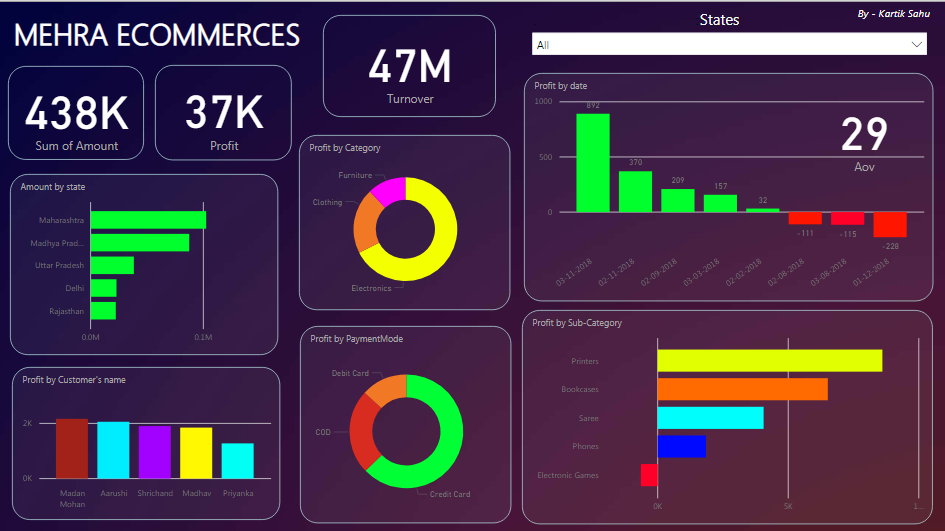 MEHRA ECOMMERCES
438K
Sum of Amount
37K
Profit
47M
Turnover
States
By - Kartik Sahu
All
Amount by state
Maharashtra
Madhya Prad...
Uttar Pradesh
Delhi
Rajasthan
0.0M
0.1M
Profit by Customer's name
2K
0K
Madan
Mohan
Aarushi
Shrichand
Madhav
Priyanka
Profit by Category
Furniture
Clothing
Electronics
Profit by PaymentMode
Debit Card
COD
Credit Card
Profit by date
1000
500
0
892
370
209
157
32
-111
-115
-228
03-11-2018
02-11-2018
02-09-2018
03-03-2018
02-02-2018
02-08-2018
03-08-2018
01-12-2018
29
Aov
Profit by Sub-Category
Printers
Bookcases
Saree
Phones
Electronic Games
0K
5K
1...